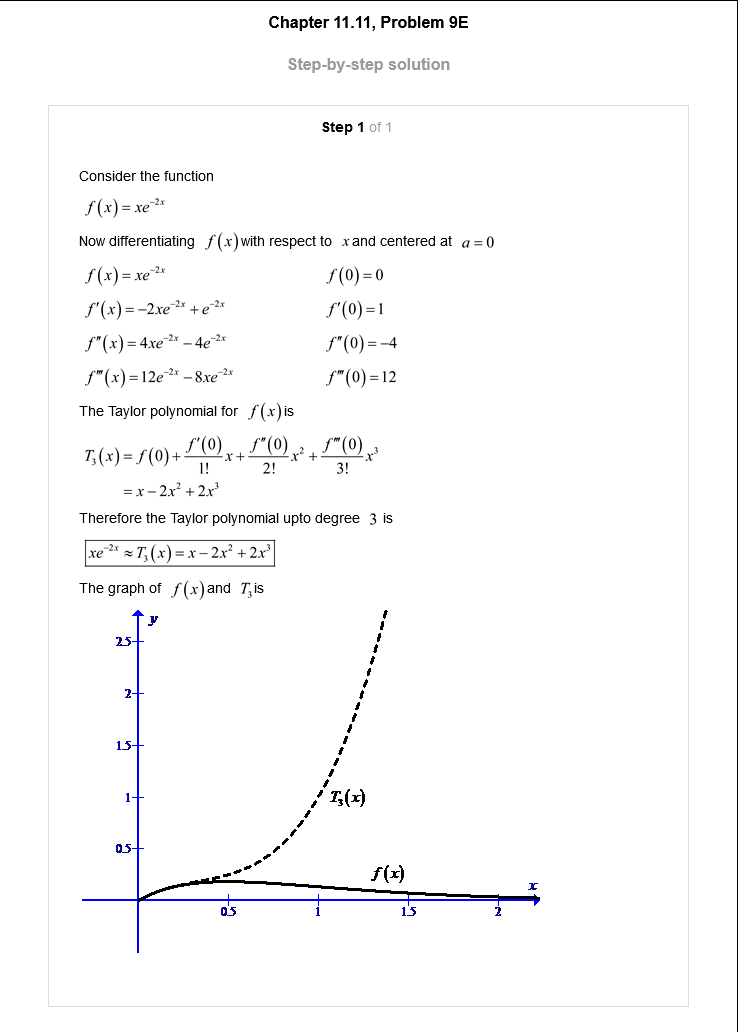 Chapter 11.11, Problem 9E
Step-by-step solution
Step 1 of 1
Consider the function
f(x) = xe^{-2x}
Now differentiating f(x) with respect to x and centered at a = 0
f(x) = xe^{-2x} f(0) = 0
f'(x) = -2xe^{-2x} + e^{-2x} f'(0) = 1
f"(x) = 4xe^{-2x} - 4e^{-2x} f"(0) = -4
f'''(x) = 12e^{-2x} - 8xe^{-2x} f'''(0) = 12
The Taylor polynomial for f(x) is
T_3(x) = f(0) + \frac{f'(0)}{1!}x + \frac{f"(0)}{2!}x^2 + \frac{f'''(0)}{3!}x^3
= x - 2x^2 + 2x^3
Therefore the Taylor polynomial upto degree 3 is
xe^{-2x} ≈ T_3(x) = x - 2x^2 + 2x^3
The graph of f(x) and T_3 is
y
2.5
2
1.5
1
T_3(x)
0.5
f(x)
x
0.5 1 1.5 2